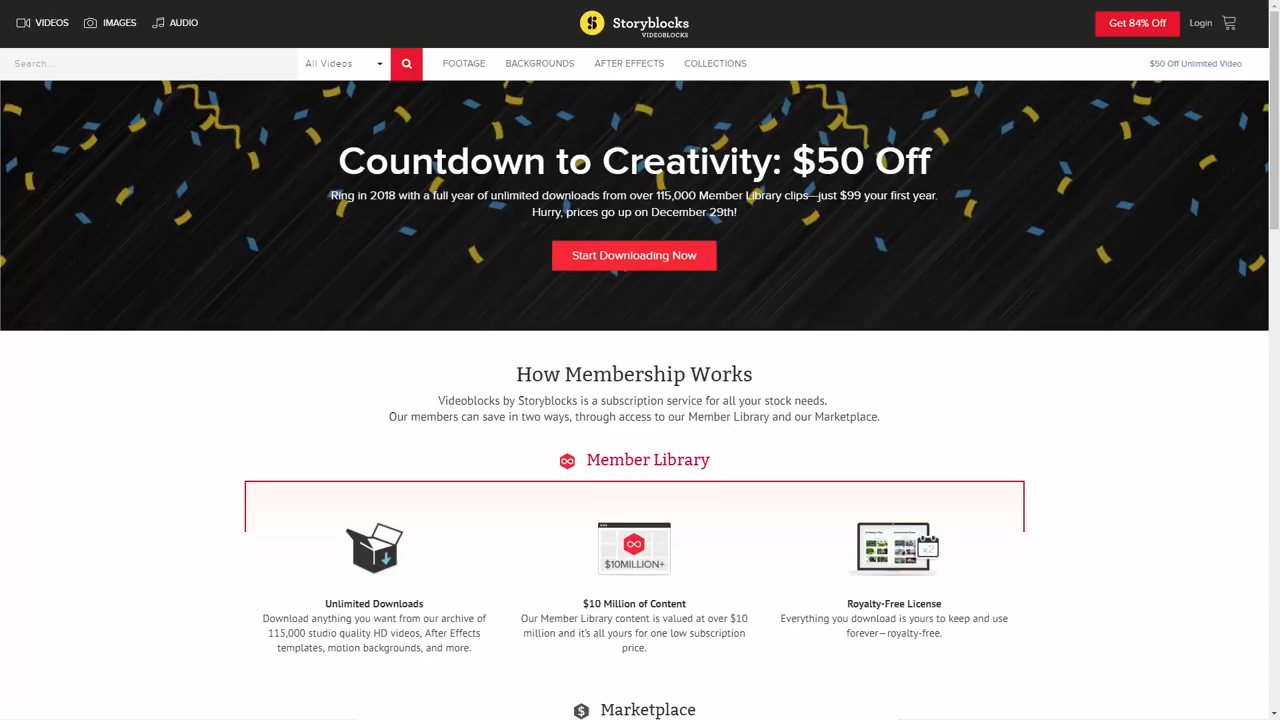 VIDEOS
IMAGES
AUDIO
$ Storyblocks
VIDEOBLOCKS
Get 84% Off
Login
Search...
All Videos
FOOTAGE
BACKGROUNDS
AFTER EFFECTS
COLLECTIONS
$50 Off Unlimited Video
Countdown to Creativity: $50 Off
Ring in 2018 with a full year of unlimited downloads from over 115,000 Member Library clips—just $99 your first year.
Hurry, prices go up on December 29th!
Start Downloading Now
How Membership Works
Videoblocks by Storyblocks is a subscription service for all your stock needs.
Our members can save in two ways, through access to our Member Library and our Marketplace.
Member Library
$10MILLION+
x2
Unlimited Downloads
Download anything you want from our archive of
115,000 studio quality HD videos, After Effects
templates, motion backgrounds, and more.
$10 Million of Content
Our Member Library content is valued at over $10
million and it's all yours for one low subscription
price.
Royalty-Free License
Everything you download is yours to keep and use
forever—royalty-free.
$ Marketplace